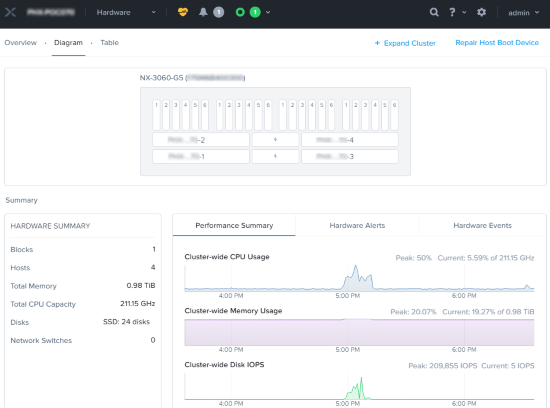 Hardware 1 1 ? admin
Overview · Diagram · Table + Expand Cluster Repair Host Boot Device
NX-3060-G5 (
1 2 3 4 5 6 1 2 3 4 5 6 1 2 3 4 5 6 1 2 3 4 5 6
-2 -4
-1 -3
Summary
HARDWARE SUMMARY
Blocks 1
Hosts 4
Total Memory 0.98 TiB
Total CPU Capacity 211.15 GHz
Disks SSD: 24 disks
Network Switches 0
Performance Summary Hardware Alerts Hardware Events
Cluster-wide CPU Usage Peak: 50% Current: 5.59% of 211.15 GHz
4:00 PM 5:00 PM 6:00 PM
Cluster-wide Memory Usage Peak: 20.07% Current: 19.27% of 0.98 TiB
4:00 PM 5:00 PM 6:00 PM
Cluster-wide Disk IOPS Peak: 209,855 IOPS Current: 5 IOPS
4:00 PM 5:00 PM 6:00 PM